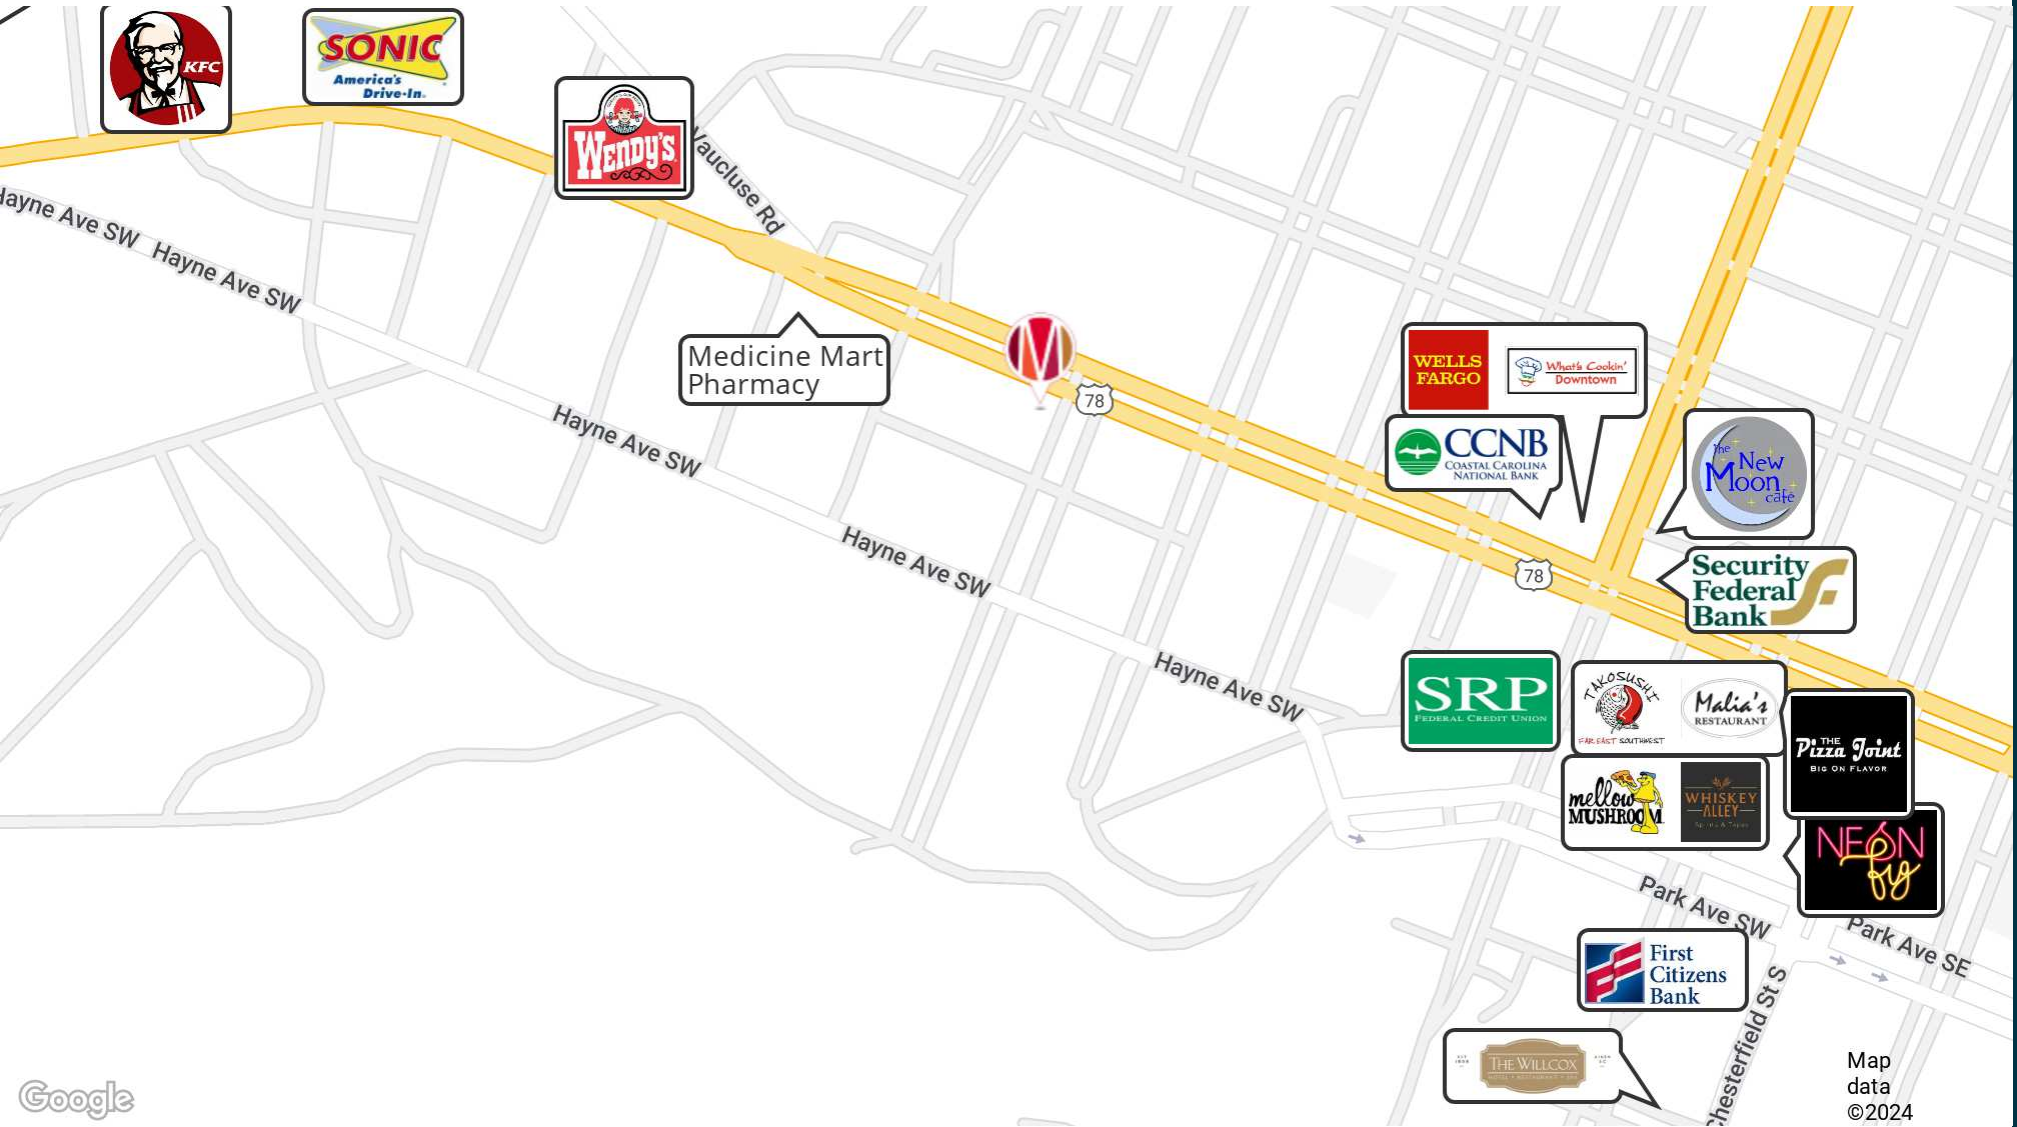 KFC
SONIC
America's
Drive-In.
WENDY'S
Vaucluse Rd
Hayne Ave SW
Hayne Ave SW
Medicine Mart
Pharmacy
M
78
WELLS
FARGO
What's Cookin'
Downtown
CCNB
COASTAL CAROLINA
NATIONAL BANK
The
New
Moon
café
Hayne Ave SW
Hayne Ave SW
78
Security
Federal
Bank
Hayne Ave SW
SRP
FEDERAL CREDIT UNION
TAKOSUSHI
FAR EAST SOUTHWEST
Malia's
RESTAURANT
THE
Pizza Joint
BIG ON FLAVOR
mellow
MUSHROOM
WHISKEY
ALLEY
NEON
fig
Park Ave SW
Park Ave SE
First
Citizens
Bank
THE WILLCOX
Chesterfield St S
Google
Map
data
©2024